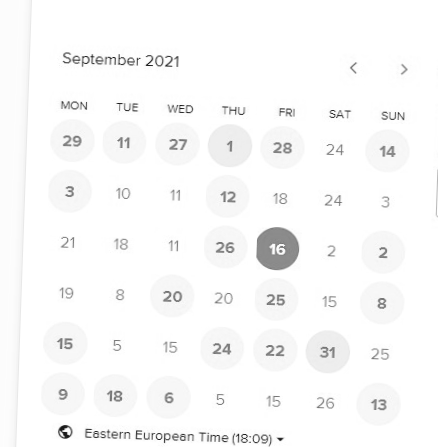 September 2021
MON TUE WED THU FRI SAT SUN
29 11 27 1 28 24 14
3 10 11 12 18 24 3
21 18 11 26 16 2 2
19 8 20 20 25 15 8
15 5 15 24 22 31 25
9 18 6 5 15 26 13
Eastern European Time (18:09)